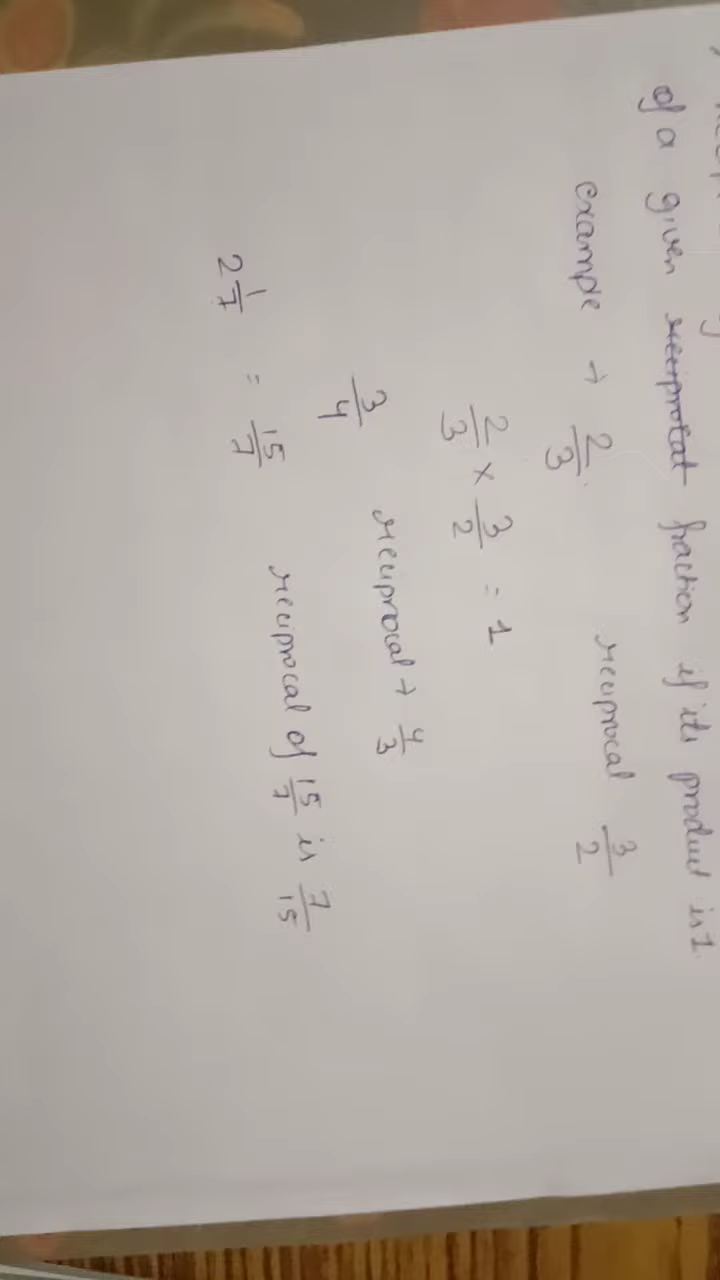 of a given reciprocal fraction if its product is 1.
example → 2/3 reciprocal 3/2
2/3 × 3/2 = 1
3/4 reciprocal → 4/3
2 1/7 = 15/7 reciprocal of 15/7 is 7/15